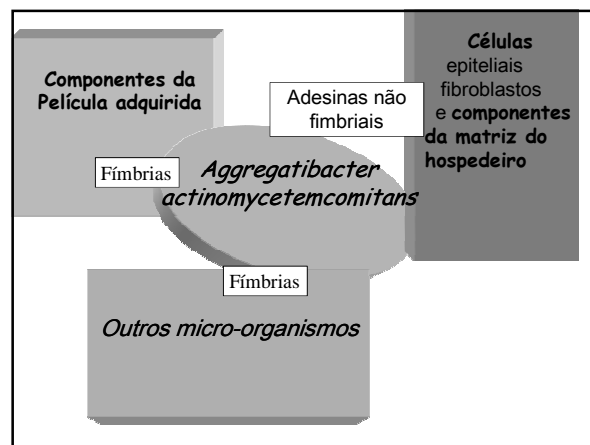 Componentes da
Película adquirida
Células
epiteliais
fibroblastos
e componentes
da matriz do
hospedeiro
Adesinas não
fimbriais
Fímbrias
Aggregatibacter
actinomycetemcomitans
Fímbrias
Outros micro-organismos